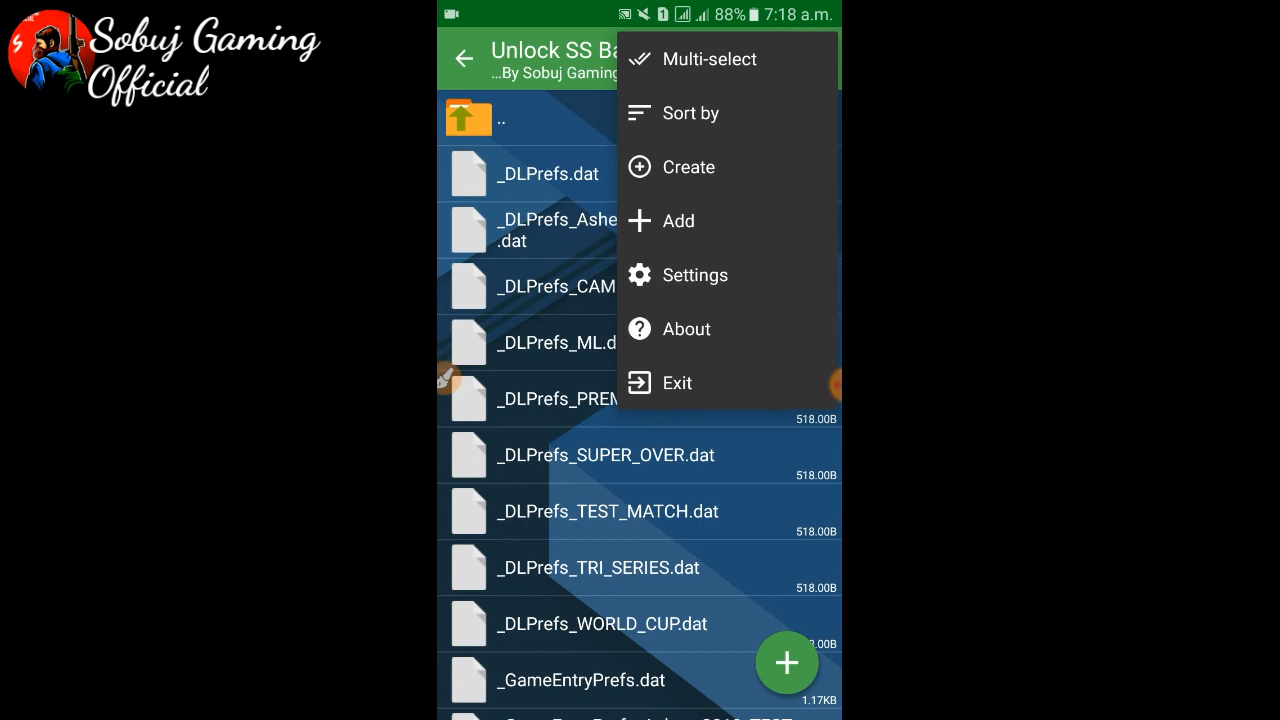 Sobuj Gaming
Official
1
88%
7:18 a.m.
Unlock SS Ba
...By Sobuj Gaming
Multi-select
Sort by
Create
Add
Settings
About
Exit
..
_DLPrefs.dat
_DLPrefs_Ashe
.dat
_DLPrefs_CAM
_DLPrefs_ML.d
_DLPrefs_PREM
518.00B
_DLPrefs_SUPER_OVER.dat
518.00B
_DLPrefs_TEST_MATCH.dat
518.00B
_DLPrefs_TRI_SERIES.dat
518.00B
_DLPrefs_WORLD_CUP.dat
.00B
_GameEntryPrefs.dat
1.17KB